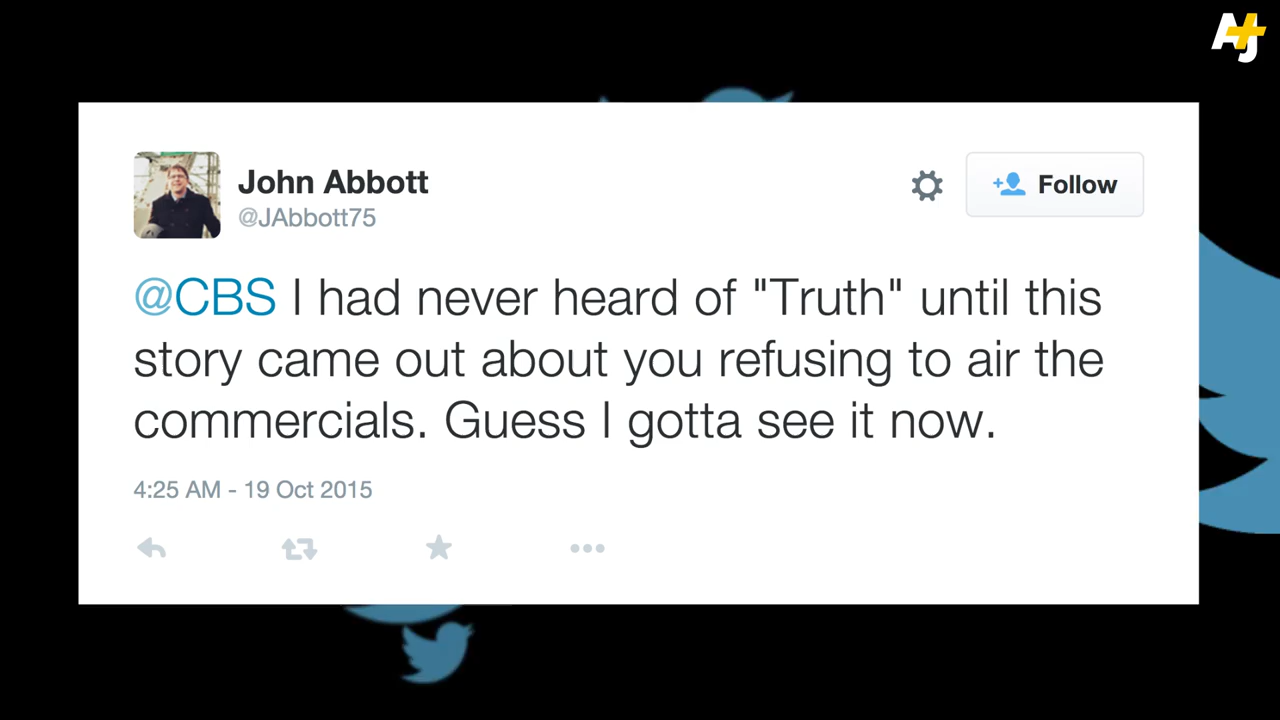 AJ+
John Abbott
@JAbbott75
Follow
@CBS I had never heard of "Truth" until this
story came out about you refusing to air the
commercials. Guess I gotta see it now.
4:25 AM - 19 Oct 2015